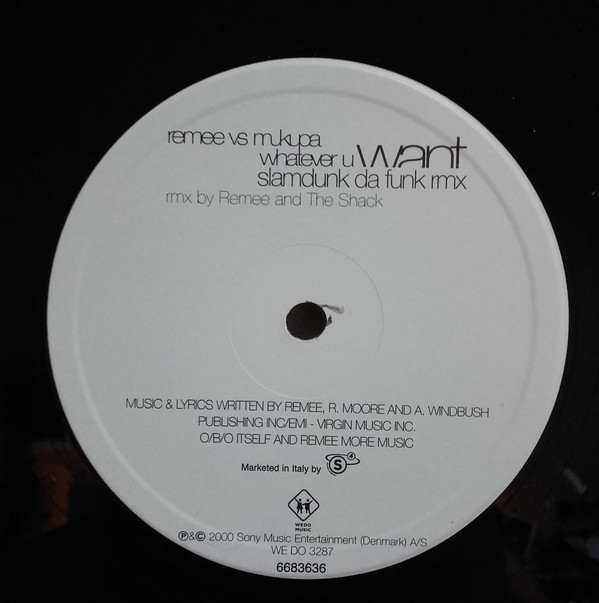 remee vs mukupa
whatever u want
slamdunk da funk rmx
rmx by Remee and The Shack
MUSIC & LYRICS WRITTEN BY REMEE, R. MOORE AND A. WINDBUSH
PUBLISHING INC/EMI - VIRGIN MUSIC INC.
O/B/O ITSELF AND REMEE MORE MUSIC
Marketed in Italy by S4
WEDO
MUSIC
℗&© 2000 Sony Music Entertainment (Denmark) A/S
WE DO 3287
6683636